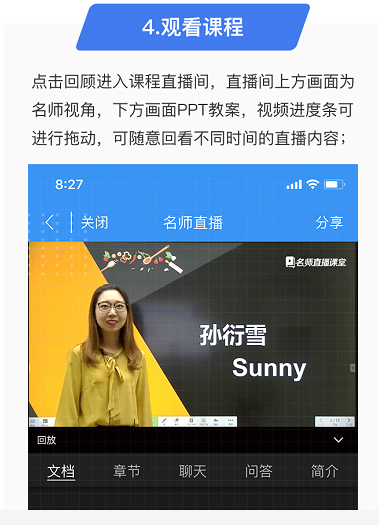 4.观看课程
点击回顾进入课程直播间，直播间上方画面为
名师视角，下方画面PPT教案，视频进度条可
进行拖动，可随意回看不同时间的直播内容；
8:27
关闭 名师直播 分享
名师直播课堂
孙衍雪
Sunny
回放
文档 章节 聊天 问答 简介